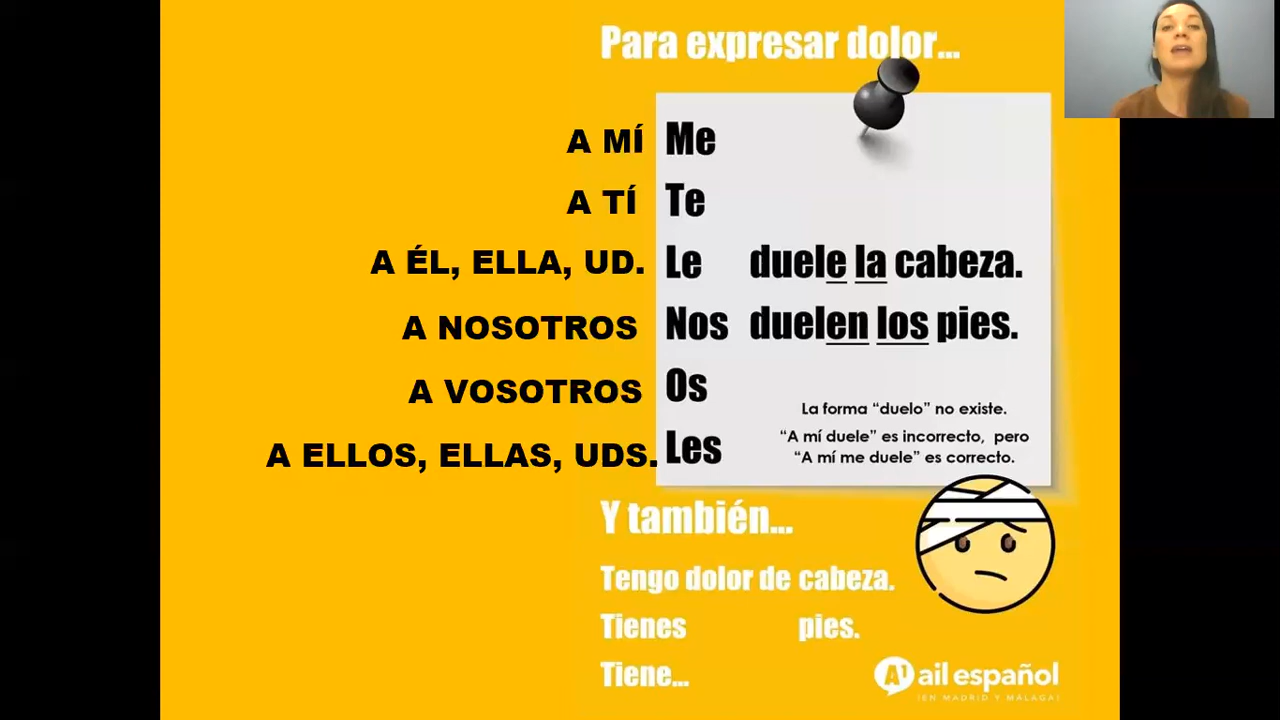 Para expresar dolor...
A MÍ Me
A TÍ Te
A ÉL, ELLA, UD. Le duele la cabeza.
A NOSOTROS Nos duelen los pies.
A VOSOTROS Os
La forma “duelo” no existe.
“A mí duele” es incorrecto, pero
A ELLOS, ELLAS, UDS. Les “A mí me duele” es correcto.
Y también...
Tengo dolor de cabeza.
Tienes pies.
Tiene...
A1 ail español
¡EN MADRID Y MÁLAGA!